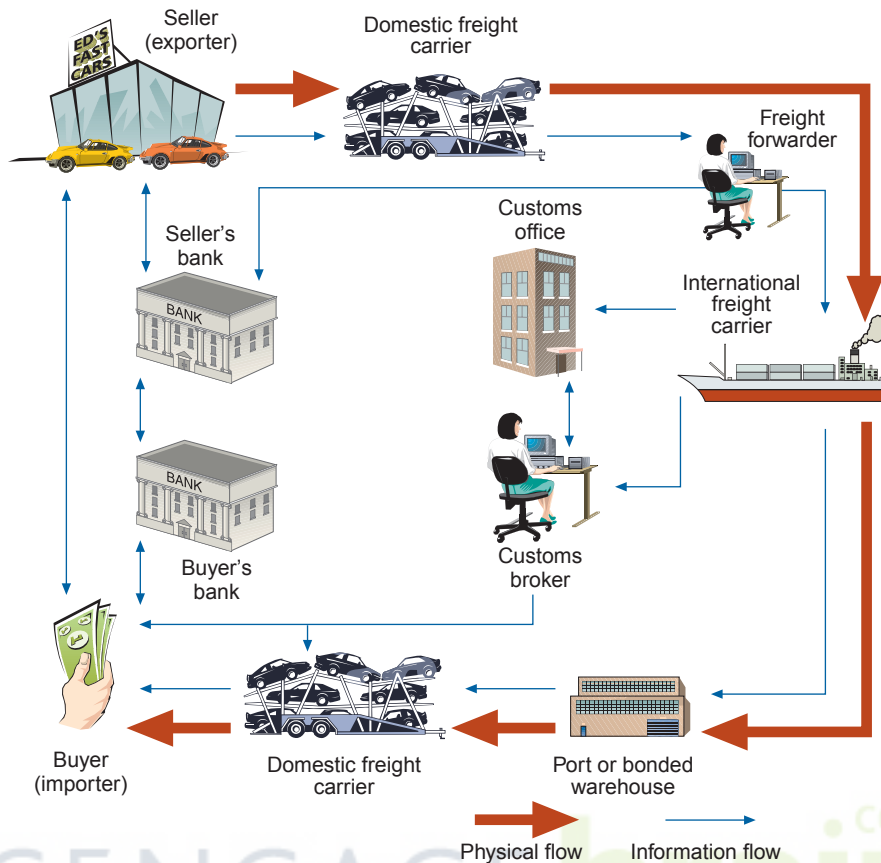 Seller
(exporter)
ED'S
FAST
CARS
Domestic freight
carrier
Freight
forwarder
Seller's
bank
BANK
Customs
office
International
freight
carrier
BANK
Buyer's
bank
Customs
broker
Buyer
(importer)
Domestic freight
carrier
Port or bonded
warehouse
Physical flow
Information flow